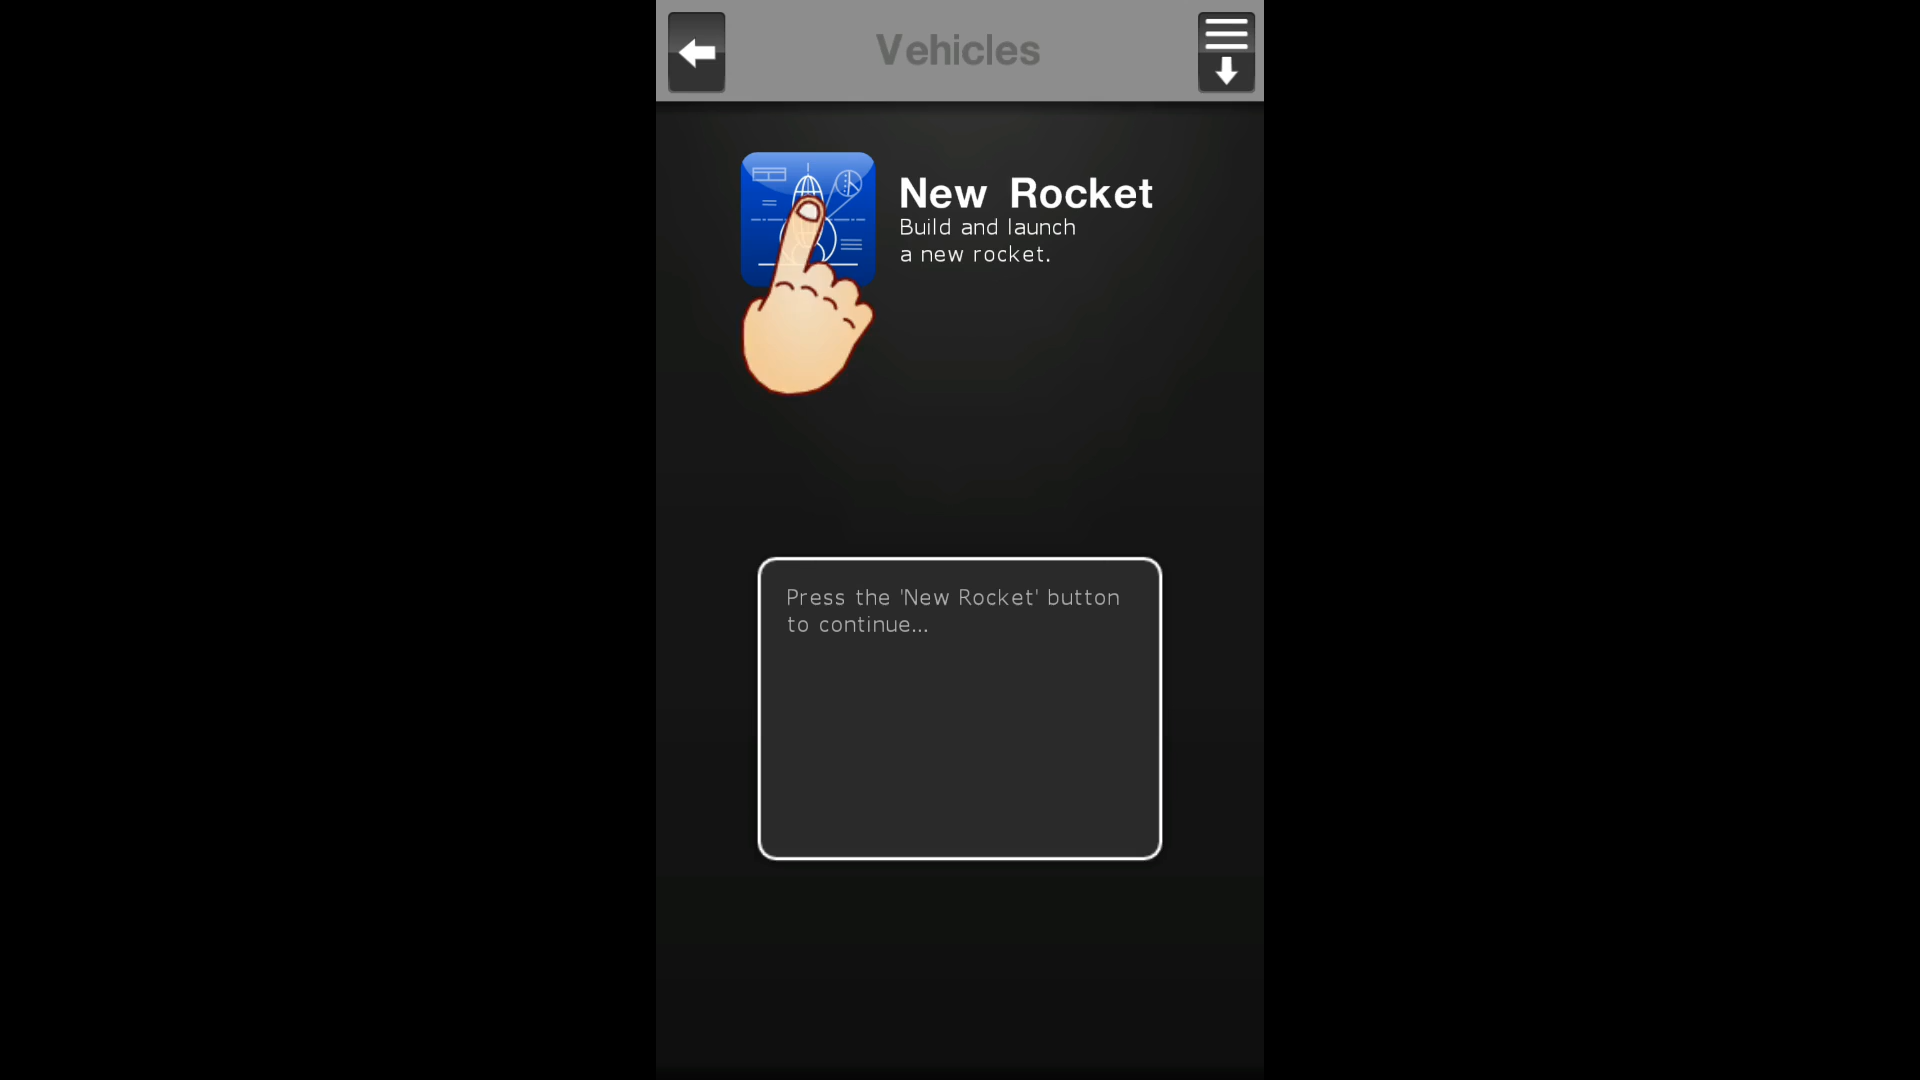 Vehicles
New Rocket
Build and launch
a new rocket.
Press the 'New Rocket' button
to continue...